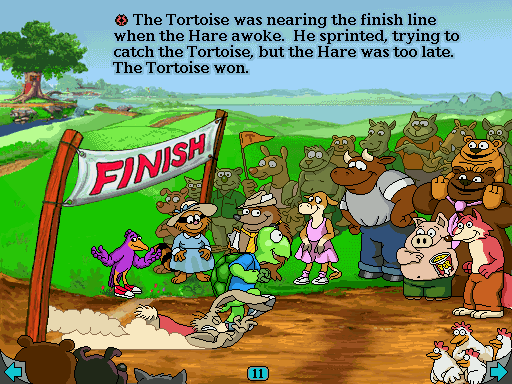 The Tortoise was nearing the finish line
when the Hare awoke.  He sprinted, trying to
catch the Tortoise, but the Hare was too late.
The Tortoise won.
FINISH
11